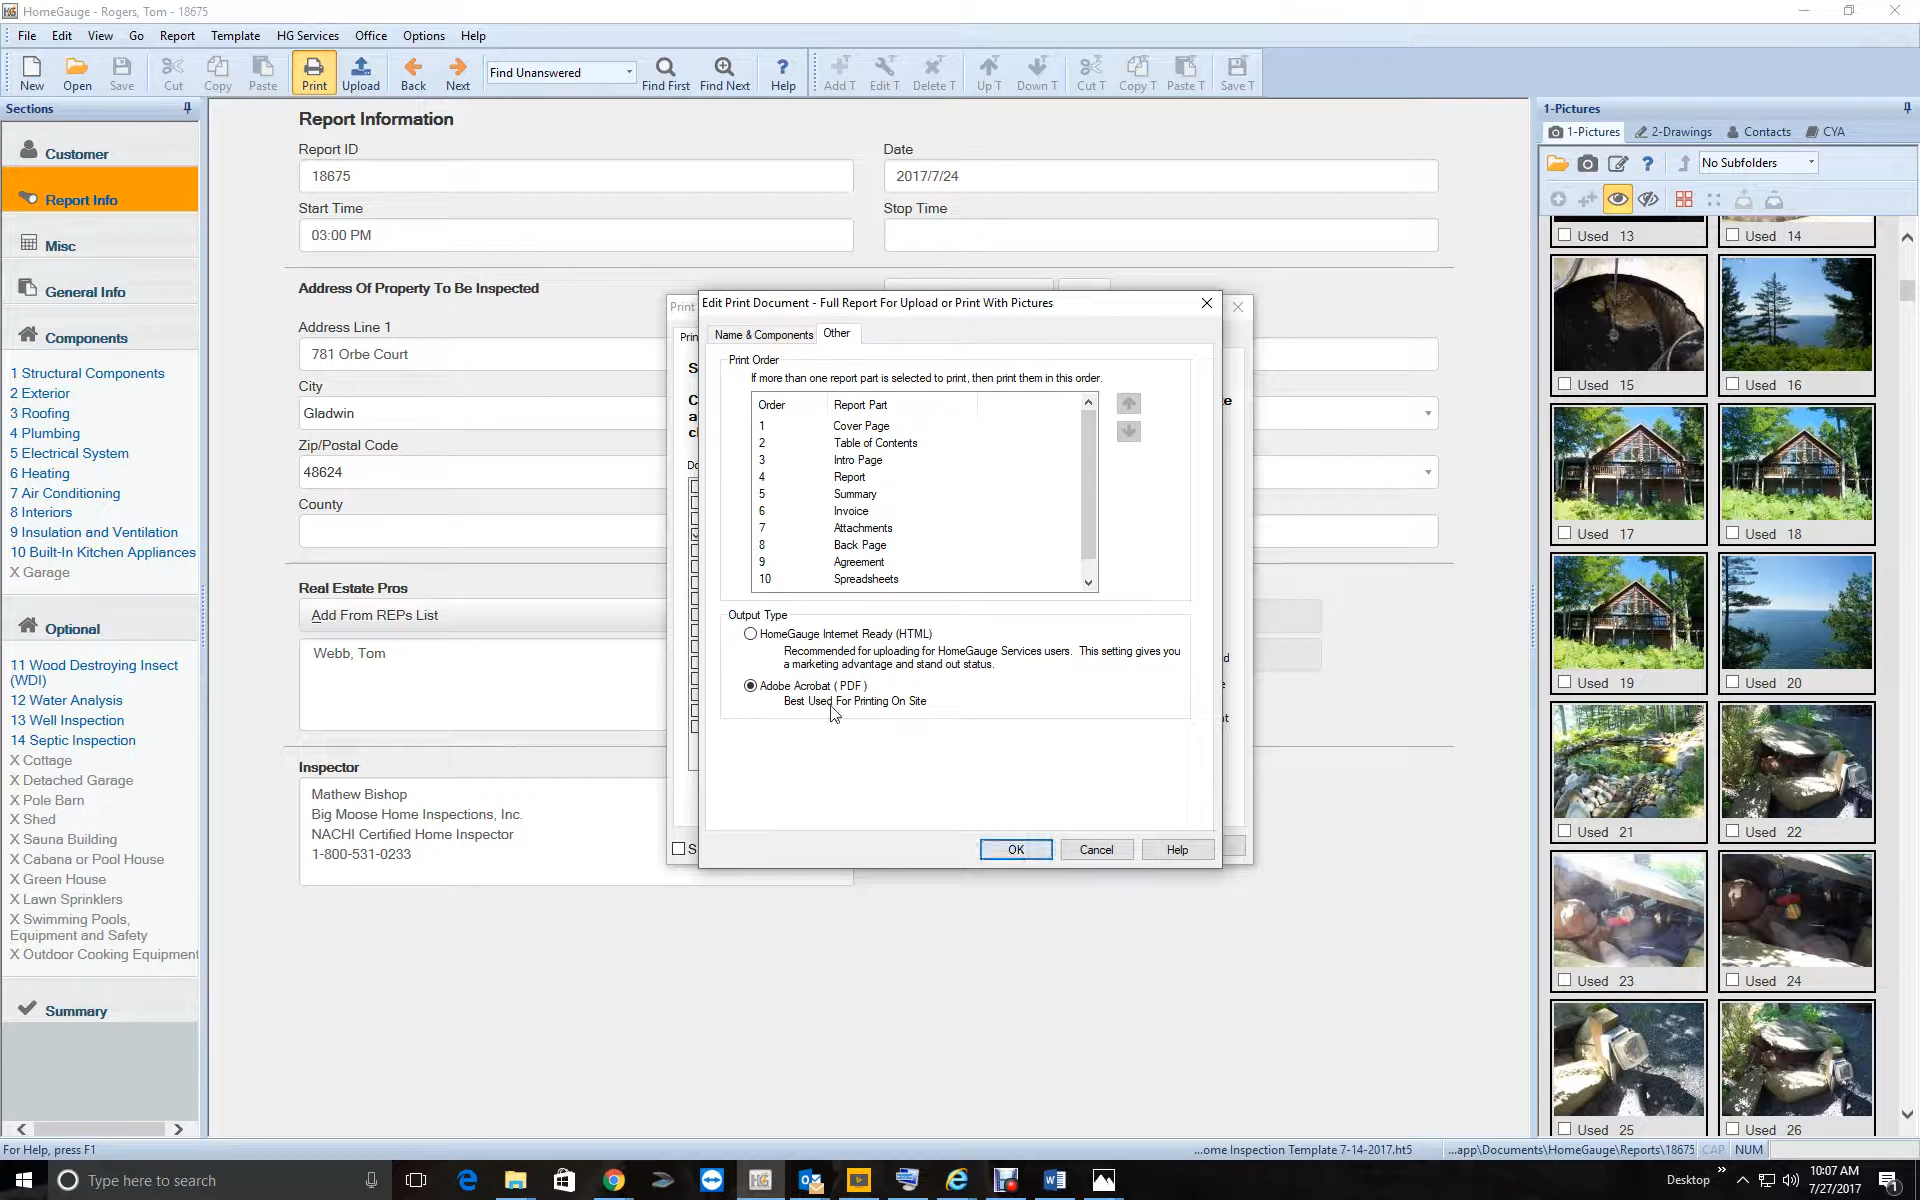 HomeGauge - Rogers, Tom - 18675
File Edit View Go Report Template HG Services Office Options Help
New Open Save Cut Copy Paste Print Upload Back Next Find Unanswered Find First Find Next Help Add T Edit T Delete T Up T Down T Cut T Copy T Paste T Save T
Sections
Customer
Report Info
Misc
General Info
Components
1 Structural Components
2 Exterior
3 Roofing
4 Plumbing
5 Electrical System
6 Heating
7 Air Conditioning
8 Interiors
9 Insulation and Ventilation
10 Built-In Kitchen Appliances
X Garage
Optional
11 Wood Destroying Insect
(WDI)
12 Water Analysis
13 Well Inspection
14 Septic Inspection
X Cottage
X Detached Garage
X Pole Barn
X Shed
X Sauna Building
X Cabana or Pool House
X Green House
X Lawn Sprinklers
X Swimming Pools,
Equipment and Safety
X Outdoor Cooking Equipment
Summary
Report Information
Report ID
18675
Date
2017/7/24
Start Time
03:00 PM
Stop Time
Address Of Property To Be Inspected
Address Line 1
781 Orbe Court
City
Gladwin
Zip/Postal Code
48624
County
Real Estate Pros
Add From REPs List
Webb, Tom
Inspector
Mathew Bishop
Big Moose Home Inspections, Inc.
NACHI Certified Home Inspector
1-800-531-0233
Edit Print Document - Full Report For Upload or Print With Pictures
Name & Components Other
Print Order
If more than one report part is selected to print, then print them in this order.
Order Report Part
1 Cover Page
2 Table of Contents
3 Intro Page
4 Report
5 Summary
6 Invoice
7 Attachments
8 Back Page
9 Agreement
10 Spreadsheets
Output Type
HomeGauge Internet Ready (HTML)
Recommended for uploading for HomeGauge Services users. This setting gives you
a marketing advantage and stand out status.
Adobe Acrobat ( PDF )
Best Used For Printing On Site
OK Cancel Help
1-Pictures
1-Pictures 2-Drawings Contacts CYA
No Subfolders
Used 13 Used 14
Used 15 Used 16
Used 17 Used 18
Used 19 Used 20
Used 21 Used 22
Used 23 Used 24
Used 25 Used 26
For Help, press F1
...ome Inspection Template 7-14-2017.ht5 ...app\Documents\HomeGauge\Reports\18675 CAP NUM
Type here to search
Desktop
10:07 AM
7/27/2017